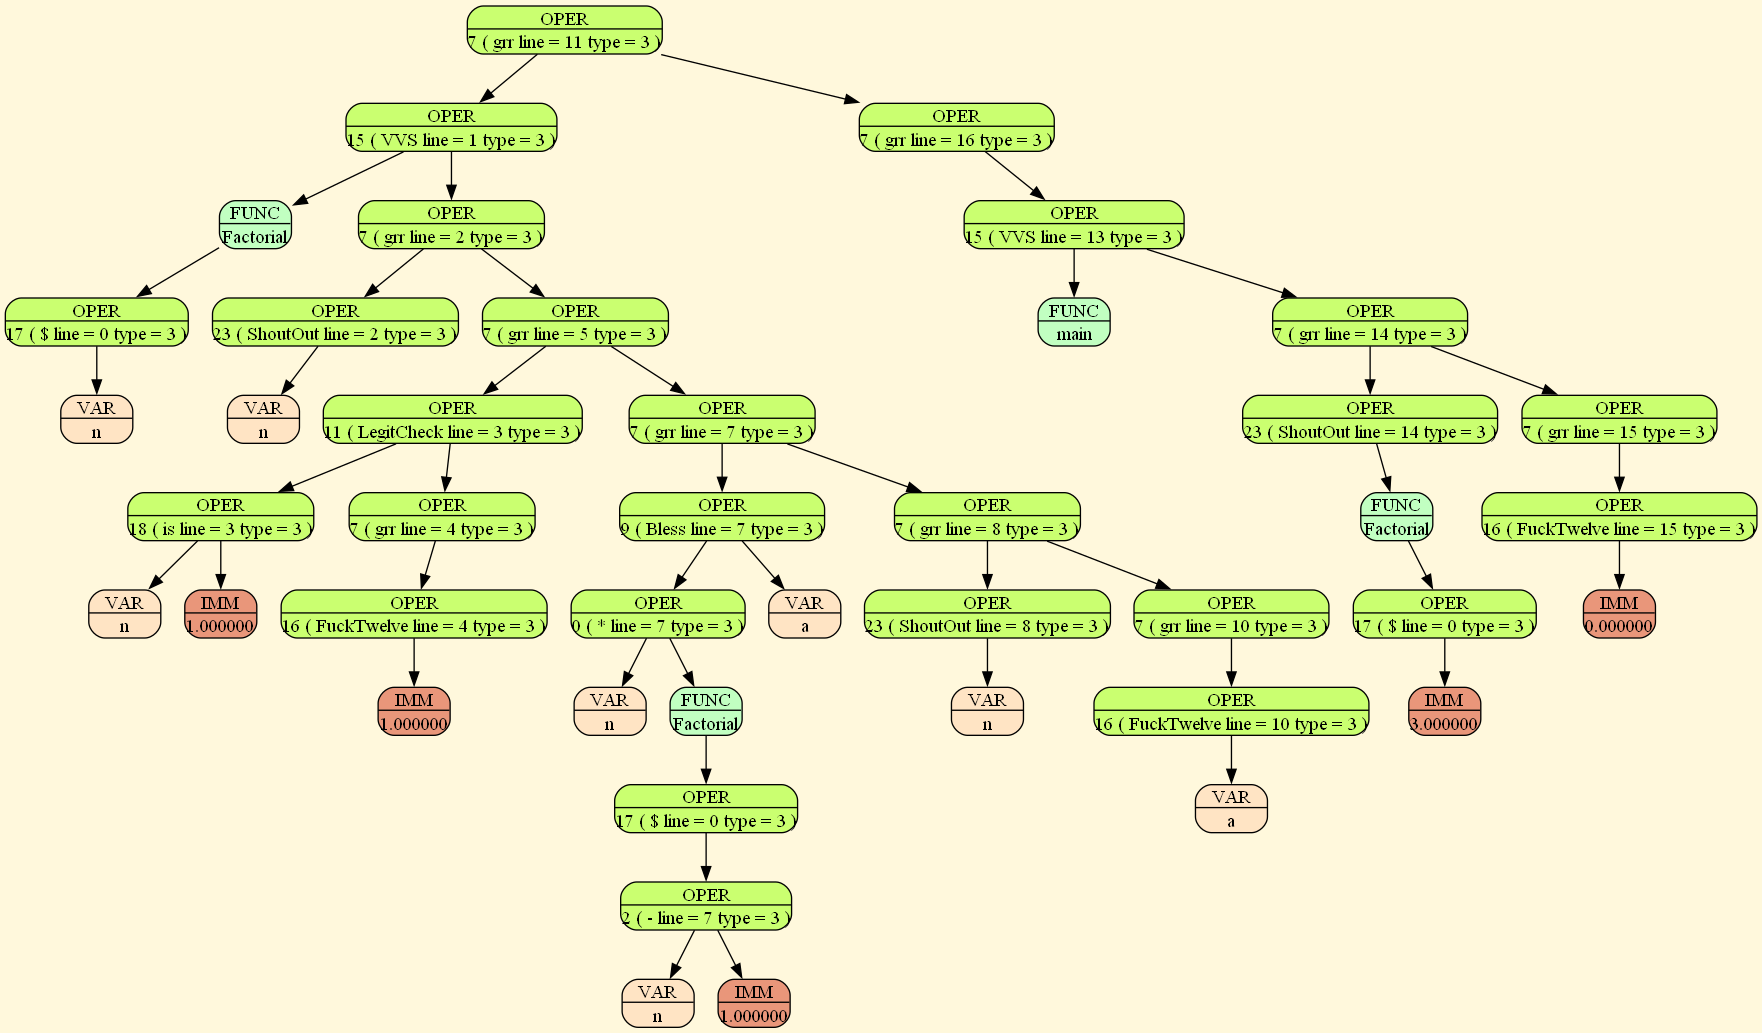 OPER
7 ( grr line = 11 type = 3 )
OPER
15 ( VVS line = 1 type = 3 )
OPER
7 ( grr line = 16 type = 3 )
FUNC
Factorial
OPER
7 ( grr line = 2 type = 3 )
OPER
15 ( VVS line = 13 type = 3 )
OPER
17 ( $ line = 0 type = 3 )
OPER
23 ( ShoutOut line = 2 type = 3 )
OPER
7 ( grr line = 5 type = 3 )
FUNC
main
OPER
7 ( grr line = 14 type = 3 )
VAR
n
VAR
n
OPER
11 ( LegitCheck line = 3 type = 3 )
OPER
7 ( grr line = 7 type = 3 )
OPER
23 ( ShoutOut line = 14 type = 3 )
OPER
7 ( grr line = 15 type = 3 )
OPER
18 ( is line = 3 type = 3 )
OPER
7 ( grr line = 4 type = 3 )
OPER
9 ( Bless line = 7 type = 3 )
OPER
7 ( grr line = 8 type = 3 )
FUNC
Factorial
OPER
16 ( FuckTwelve line = 15 type = 3 )
VAR
n
IMM
1.000000
OPER
16 ( FuckTwelve line = 4 type = 3 )
OPER
0 ( * line = 7 type = 3 )
VAR
a
OPER
23 ( ShoutOut line = 8 type = 3 )
OPER
7 ( grr line = 10 type = 3 )
OPER
17 ( $ line = 0 type = 3 )
IMM
0.000000
IMM
1.000000
VAR
n
FUNC
Factorial
VAR
n
OPER
16 ( FuckTwelve line = 10 type = 3 )
IMM
3.000000
OPER
17 ( $ line = 0 type = 3 )
VAR
a
OPER
2 ( - line = 7 type = 3 )
VAR
n
IMM
1.000000